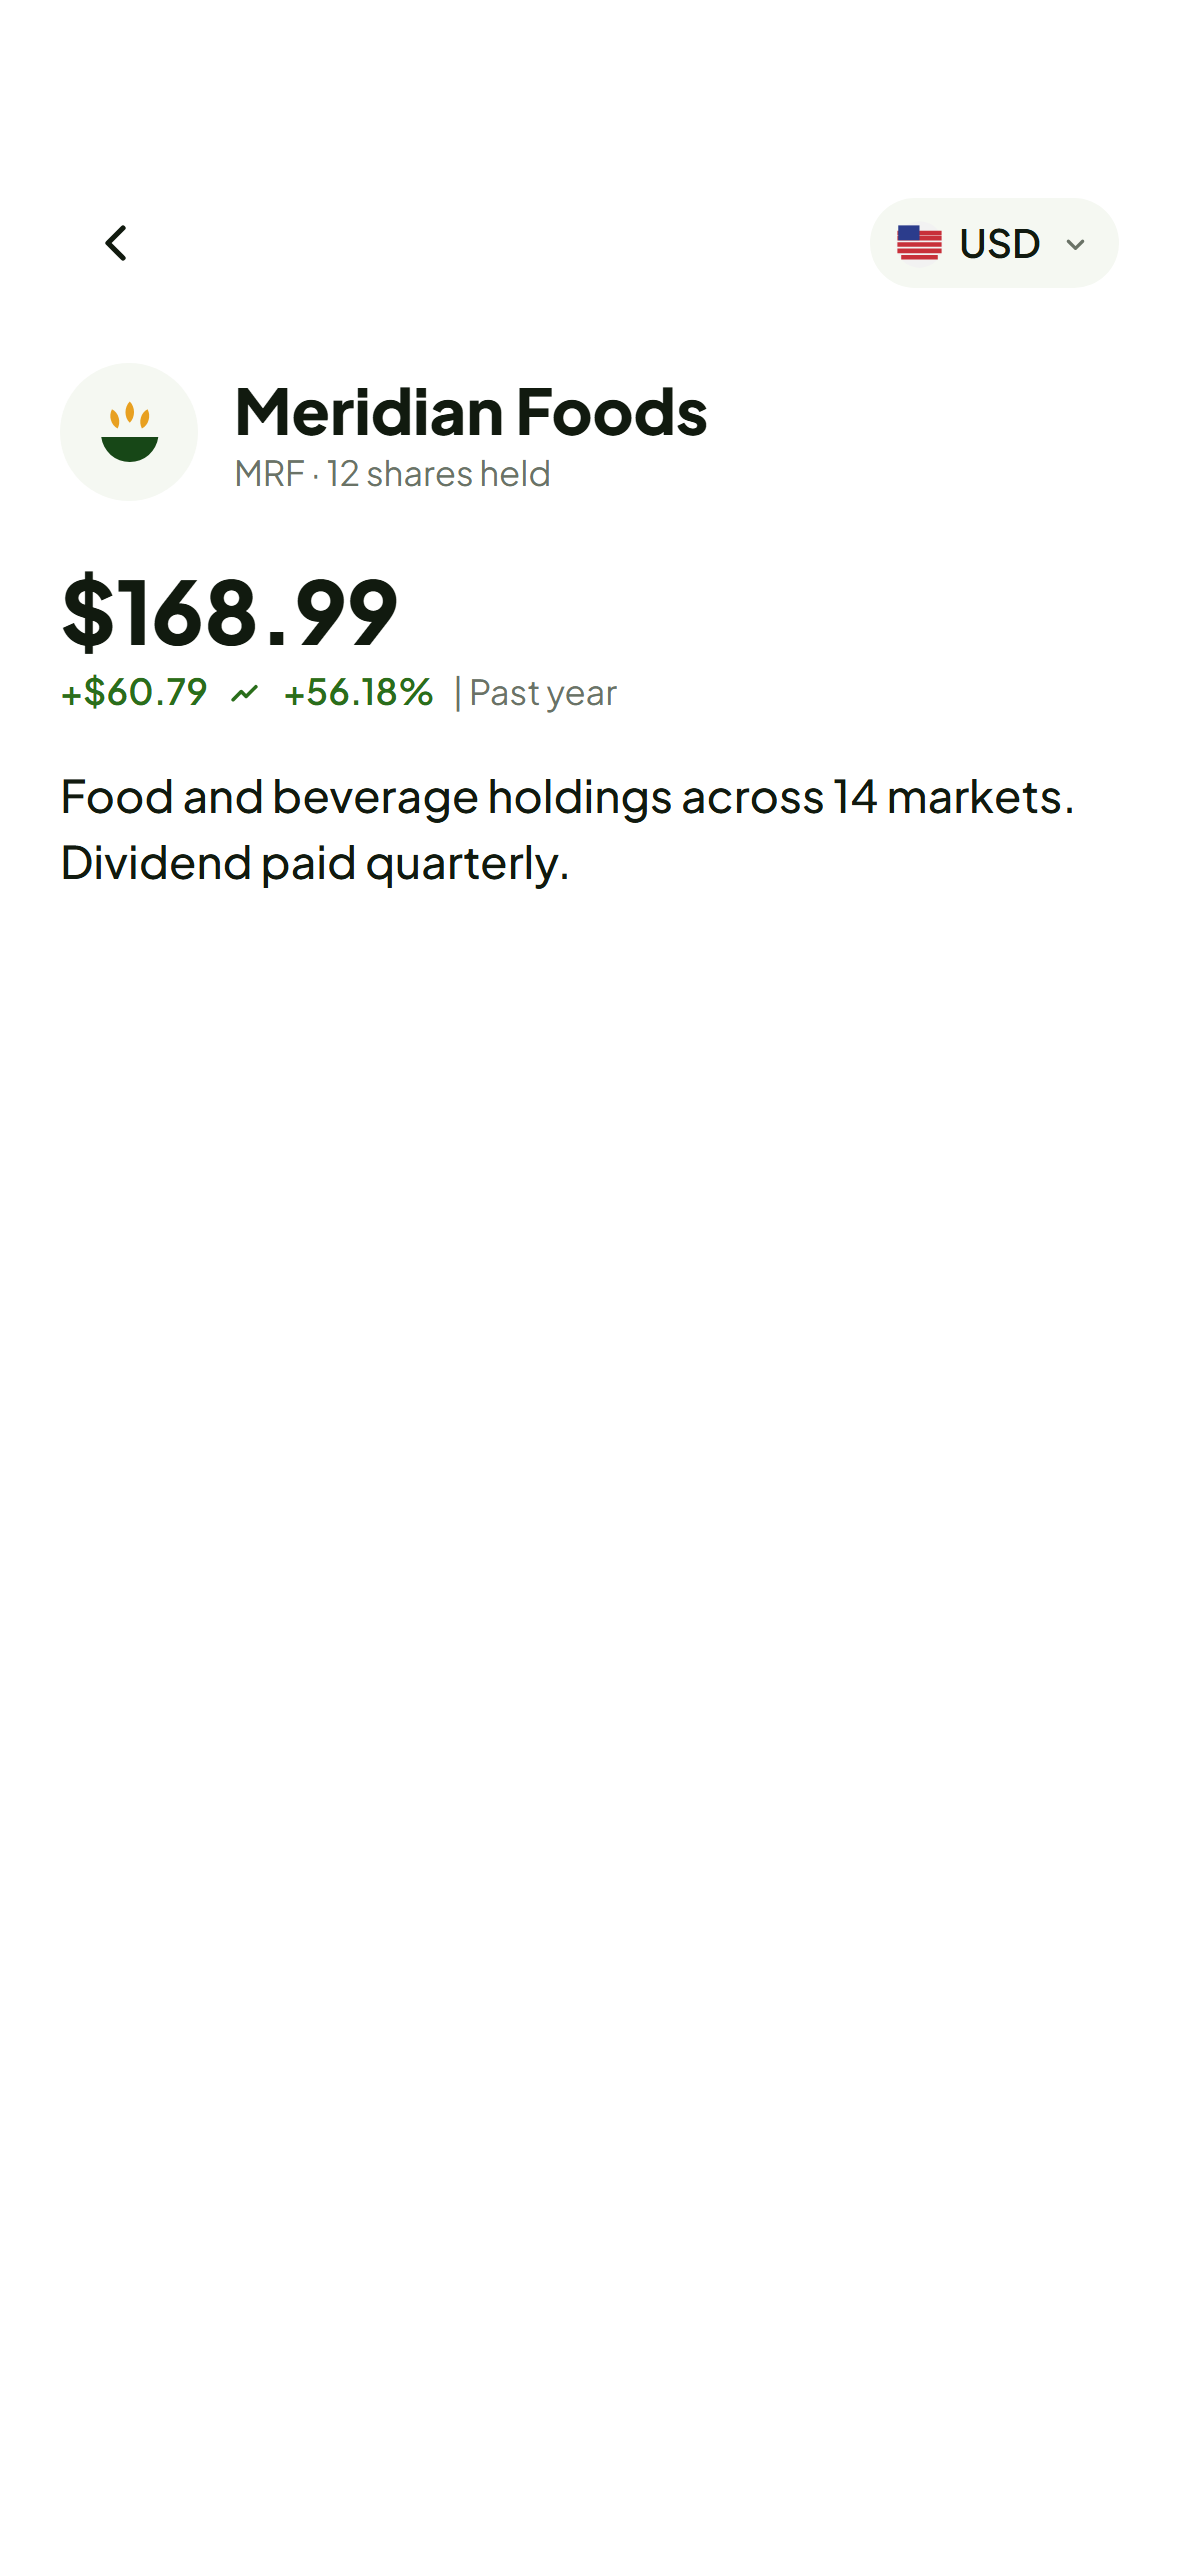 USD
Meridian Foods
MRF · 12 shares held
$168.99
+$60.79 +56.18% | Past year
Food and beverage holdings across 14 markets.
Dividend paid quarterly.